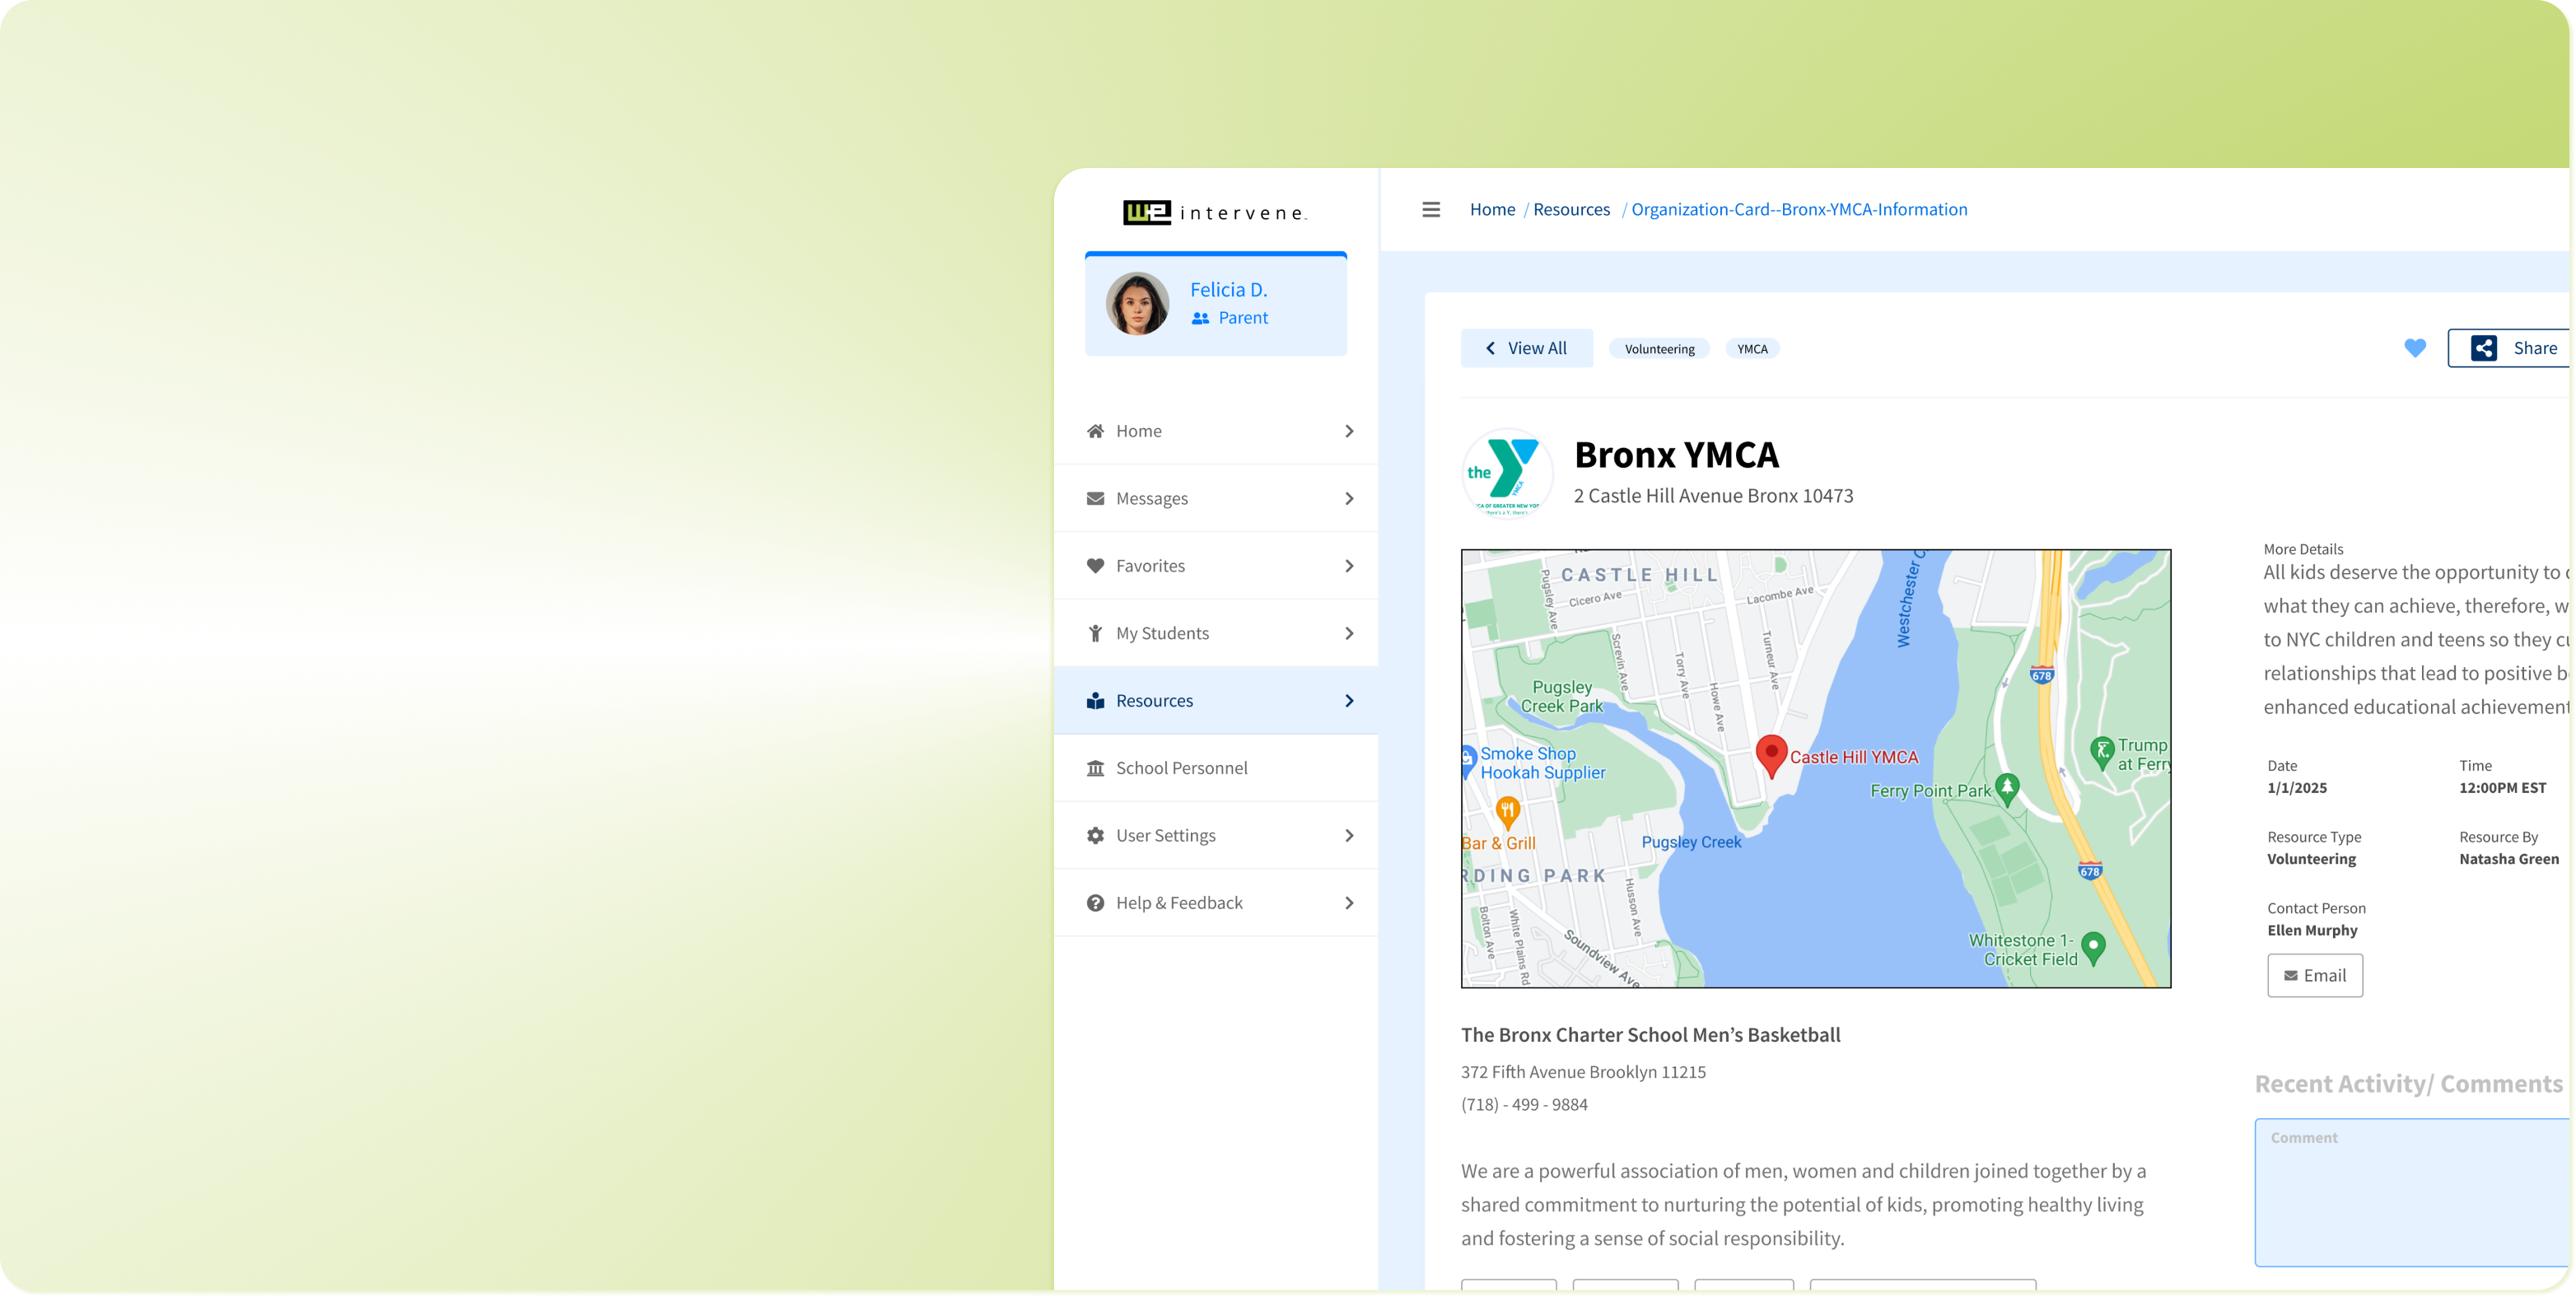 we intervene
Felicia D.
Parent
Home
Messages
Favorites
My Students
Resources
School Personnel
User Settings
Help & Feedback
Home / Resources / Organization-Card--Bronx-YMCA-Information
View All
Volunteering
YMCA
Share
the
YMCA
Bronx YMCA
2 Castle Hill Avenue Bronx 10473
CASTLE HILL
Pugsley Ave
Cicero Ave
Lacombe Ave
Westchester C
Screvin Ave
Torry Ave
Howe Ave
Turneur Ave
678
Pugsley
Creek Park
Smoke Shop
Hookah Supplier
Castle Hill YMCA
Trump
at Ferry
Ferry Point Park
Bar & Grill
Pugsley Creek
678
RDING PARK
Bolton Ave
White Plains Rd
Husson Ave
Soundview Ave
Whitestone 1-
Cricket Field
The Bronx Charter School Men’s Basketball
372 Fifth Avenue Brooklyn 11215
(718) - 499 - 9884
We are a powerful association of men, women and children joined together by a
shared commitment to nurturing the potential of kids, promoting healthy living
and fostering a sense of social responsibility.
More Details
All kids deserve the opportunity to
what they can achieve, therefore, w
to NYC children and teens so they cu
relationships that lead to positive b
enhanced educational achievement
Date
1/1/2025
Time
12:00PM EST
Resource Type
Volunteering
Resource By
Natasha Green
Contact Person
Ellen Murphy
Email
Recent Activity/ Comments
Comment